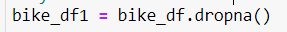 bike_df1 = bike_df.dropna()